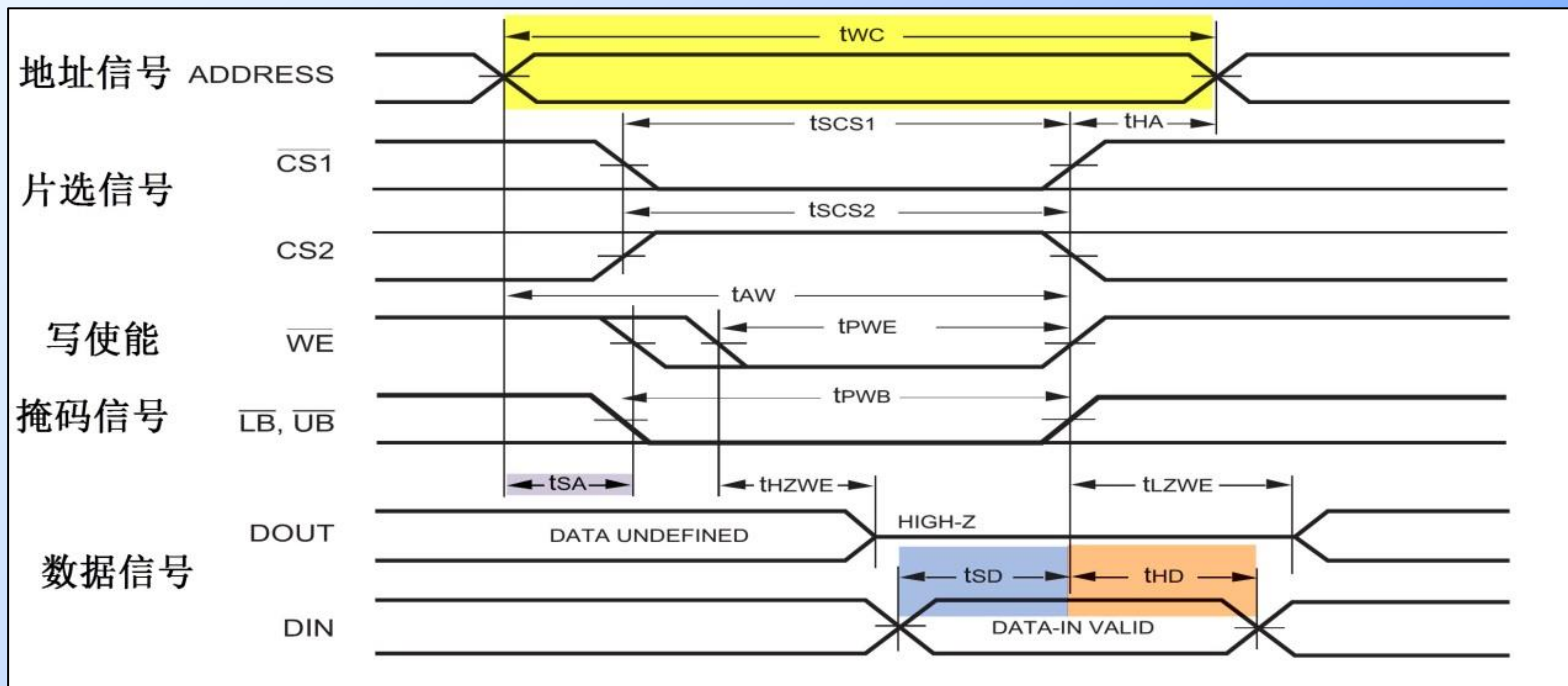 tWC
地址信号 ADDRESS
tSCS1 tHA
CS1
片选信号
tSCS2
CS2
tAW
写使能 WE tPWE
tPWB
掩码信号 LB, UB
tSA tHZWE tLZWE
DOUT DATA UNDEFINED HIGH-Z
数据信号
tSD tHD
DIN DATA-IN VALID